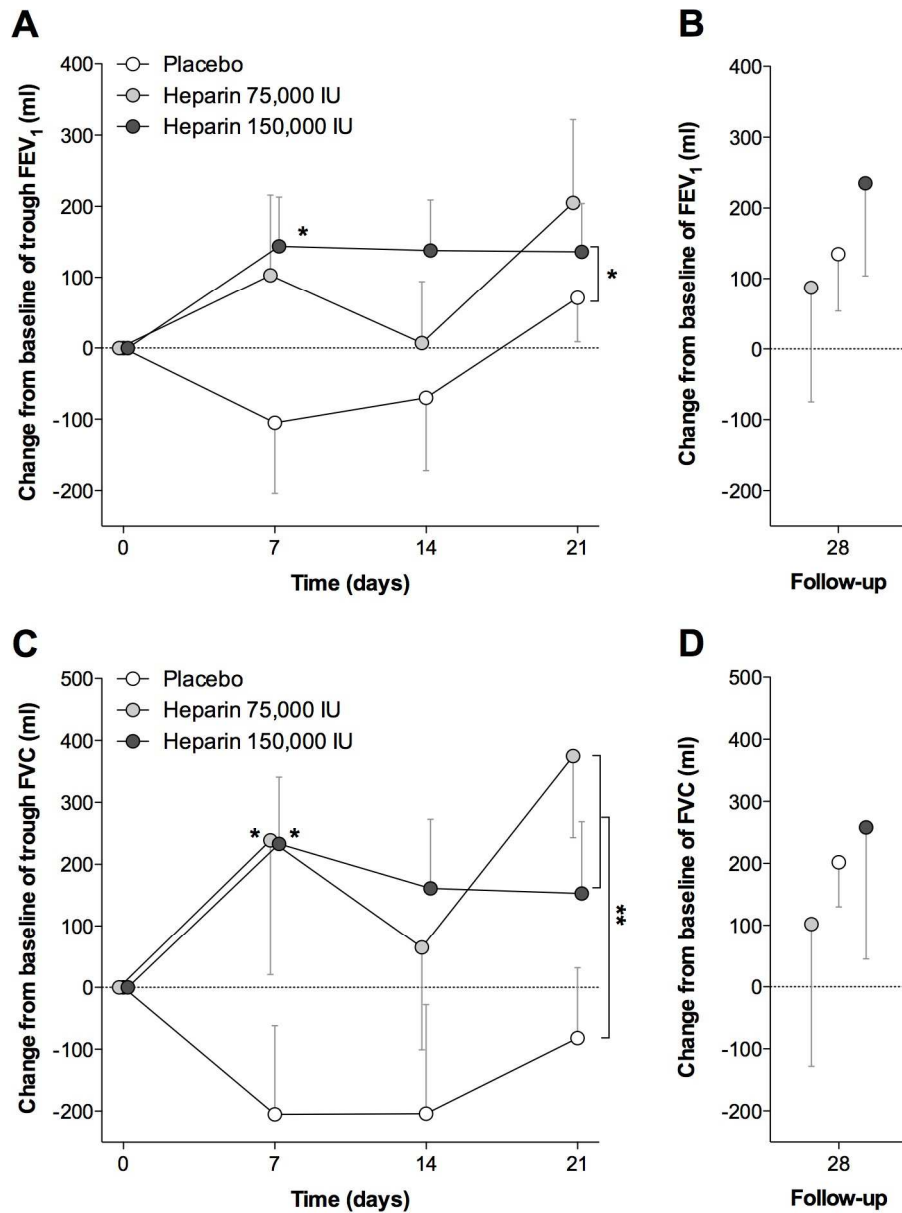 A
Change from baseline of trough FEV₁ (ml)
400
300
200
100
0
-100
-200
Placebo
Heparin 75,000 IU
Heparin 150,000 IU
*
*
0 7 14 21
Time (days)
B
Change from baseline of FEV₁ (ml)
400
300
200
100
0
-100
-200
28
Follow-up
C
Change from baseline of trough FVC (ml)
500
400
300
200
100
0
-100
-200
Placebo
Heparin 75,000 IU
Heparin 150,000 IU
* *
**
0 7 14 21
Time (days)
D
Change from baseline of FVC (ml)
500
400
300
200
100
0
-100
-200
28
Follow-up